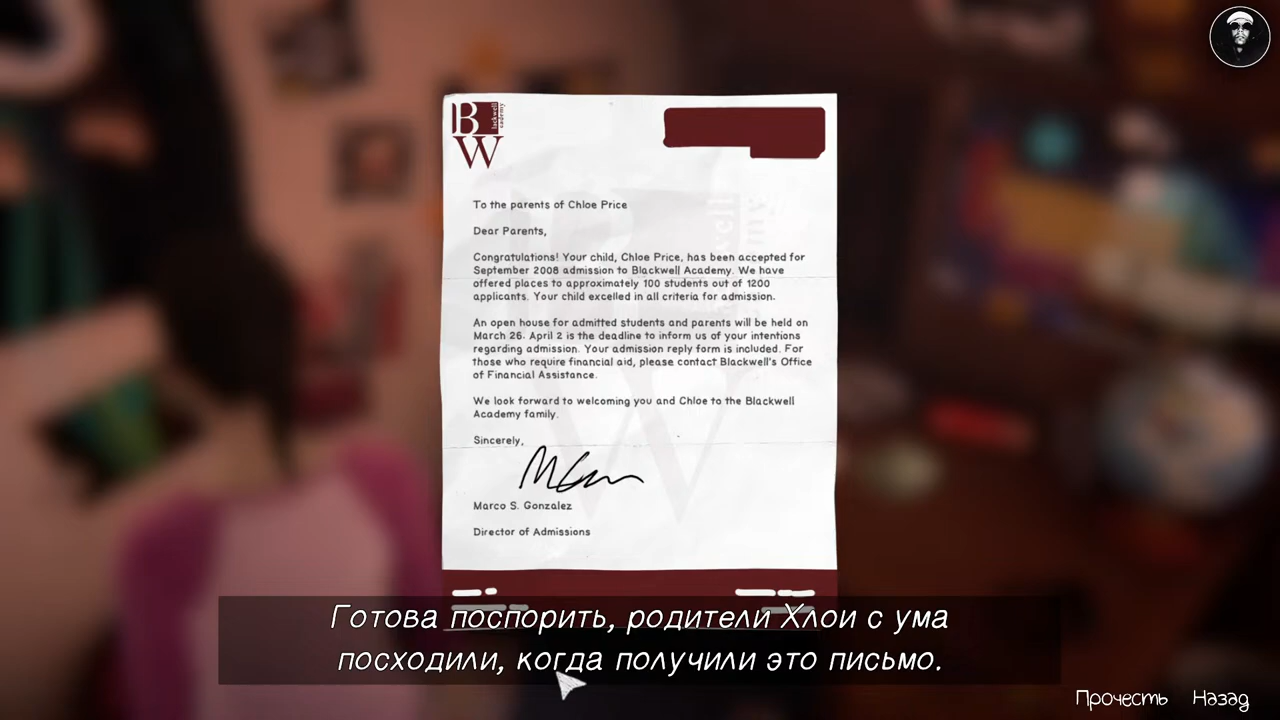 BW
blackwell
academy
To the parents of Chloe Price
Dear Parents,
Congratulations! Your child, Chloe Price, has been accepted for
September 2008 admission to Blackwell Academy. We have
offered places to approximately 100 students out of 1200
applicants. Your child excelled in all criteria for admission.
An open house for admitted students and parents will be held on
March 26. April 2 is the deadline to inform us of your intentions
regarding admission. Your admission reply form is included. For
those who require financial aid, please contact Blackwell's Office
of Financial Assistance.
We look forward to welcoming you and Chloe to the Blackwell
Academy family.
Sincerely,
Marco S. Gonzalez
Director of Admissions
Готова поспорить, родители Хлои с ума
посходили, когда получили это письмо.
Прочесть Назад